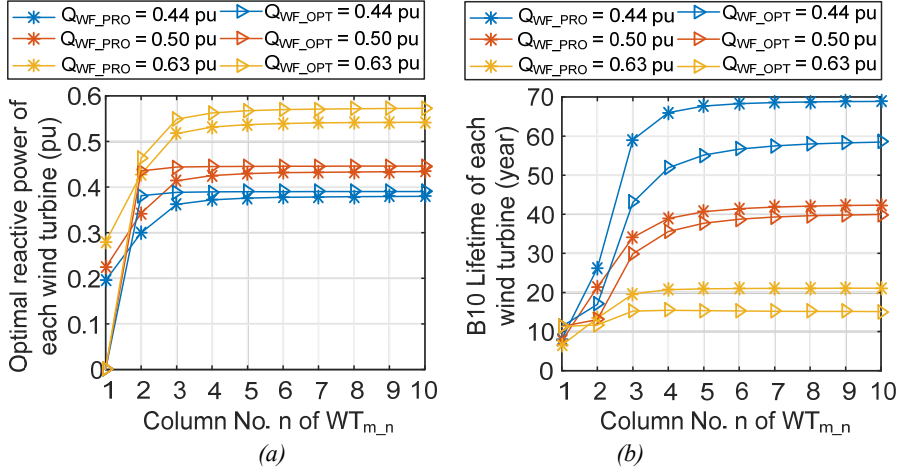 (a)
Q_WF_PRO = 0.44 pu Q_WF_OPT = 0.44 pu
Q_WF_PRO = 0.50 pu Q_WF_OPT = 0.50 pu
Q_WF_PRO = 0.63 pu Q_WF_OPT = 0.63 pu
Optimal reactive power of
each wind turbine (pu)
0.6
0.5
0.4
0.3
0.2
0.1
0
1 2 3 4 5 6 7 8 9 10
Column No. n of WT_m_n
(a)
(b)
Q_WF_PRO = 0.44 pu Q_WF_OPT = 0.44 pu
Q_WF_PRO = 0.50 pu Q_WF_OPT = 0.50 pu
Q_WF_PRO = 0.63 pu Q_WF_OPT = 0.63 pu
B10 Lifetime of each
wind turbine (year)
70
60
50
40
30
20
10
00
1 2 3 4 5 6 7 8 9 10
Column No. n of WT_m_n
(b)